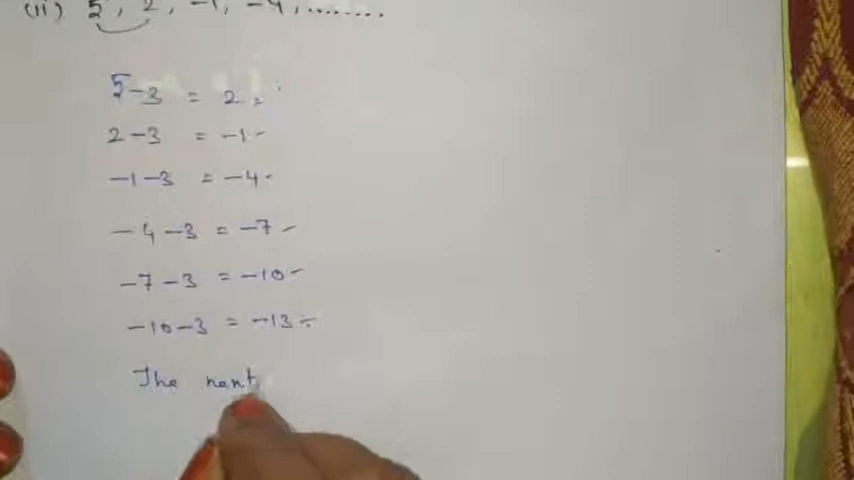 (ii) 5, 2, -1, -4, ........
5-3 = 2
2-3 = -1
-1-3 = -4
-4-3 = -7
-7-3 = -10
-10-3 = -13
The next